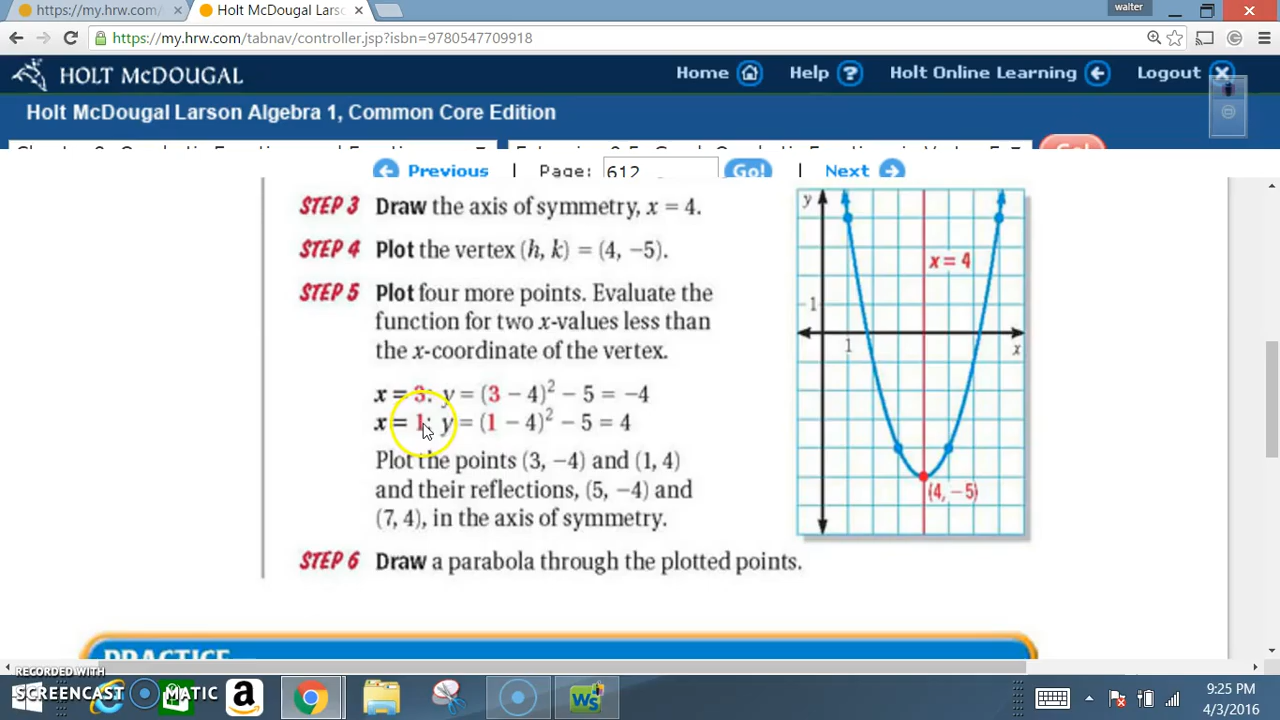 https://my.hrw.com/tabnav/
Holt McDougal Lars
walter
https://my.hrw.com/tabnav/controller.jsp?isbn=9780547709918
HOLT McDOUGAL
Home
Help
Holt Online Learning
Logout
Holt McDougal Larson Algebra 1, Common Core Edition
Previous | Page: 612 Go! | Next
STEP 3 Draw the axis of symmetry, x = 4.
STEP 4 Plot the vertex (h, k) = (4, −5).
STEP 5 Plot four more points. Evaluate the
function for two x-values less than
the x-coordinate of the vertex.
x = 3: y = (3 − 4)² − 5 = −4
x = 1: y = (1 − 4)² − 5 = 4
Plot the points (3, −4) and (1, 4)
and their reflections, (5, −4) and
(7, 4), in the axis of symmetry.
STEP 6 Draw a parabola through the plotted points.
y
x = 4
1
1
x
(4, −5)
PRACTICE
RECORDED WITH
SCREENCAST MATIC
9:25 PM
4/3/2016